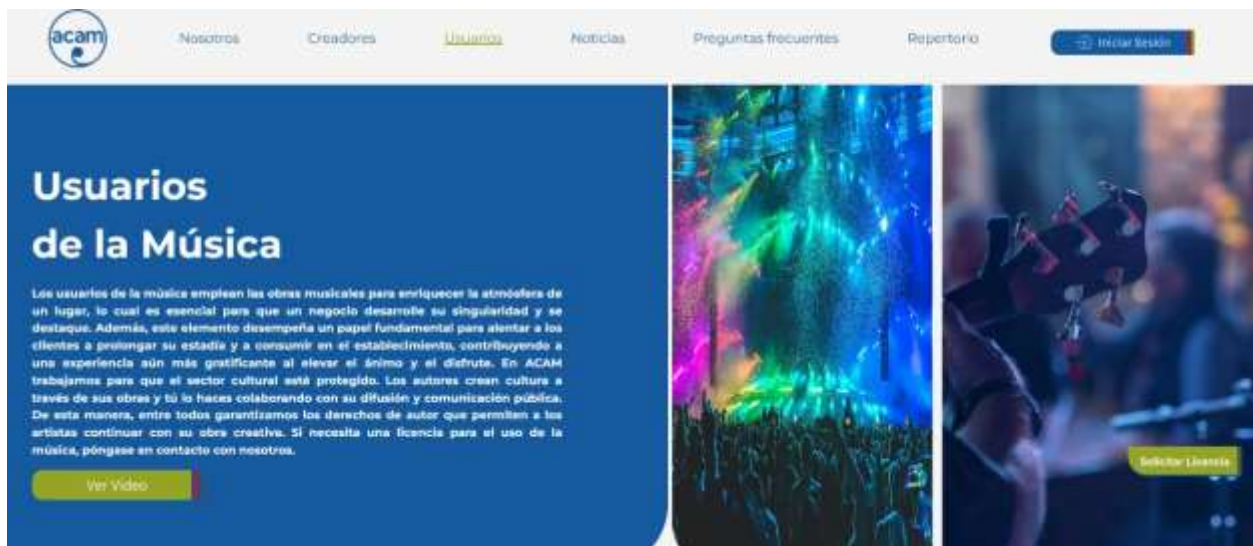 acam
Nosotros
Creadores
Usuarios
Noticias
Preguntas frecuentes
Repertorio
Iniciar Sesión
Usuarios
de la Música
Los usuarios de la música emplean las obras musicales para enriquecer la atmósfera de
un lugar, lo cual es esencial para que un negocio desarrolle su singularidad y se
destaque. Además, este elemento desempeña un papel fundamental para alentar a los
clientes a prolongar su estadía y a consumir en el establecimiento, contribuyendo a
una experiencia aún más gratificante al elevar el ánimo y el disfrute. En ACAM
trabajamos para que el sector cultural esté protegido. Los autores crean cultura a
través de sus obras y tú lo haces colaborando con su difusión y comunicación pública.
De esta manera, entre todos garantizamos los derechos de autor que permiten a los
artistas continuar con su obra creativa. Si necesita una licencia para el uso de la
música, póngase en contacto con nosotros.
Ver Video
Solicitar Licencia